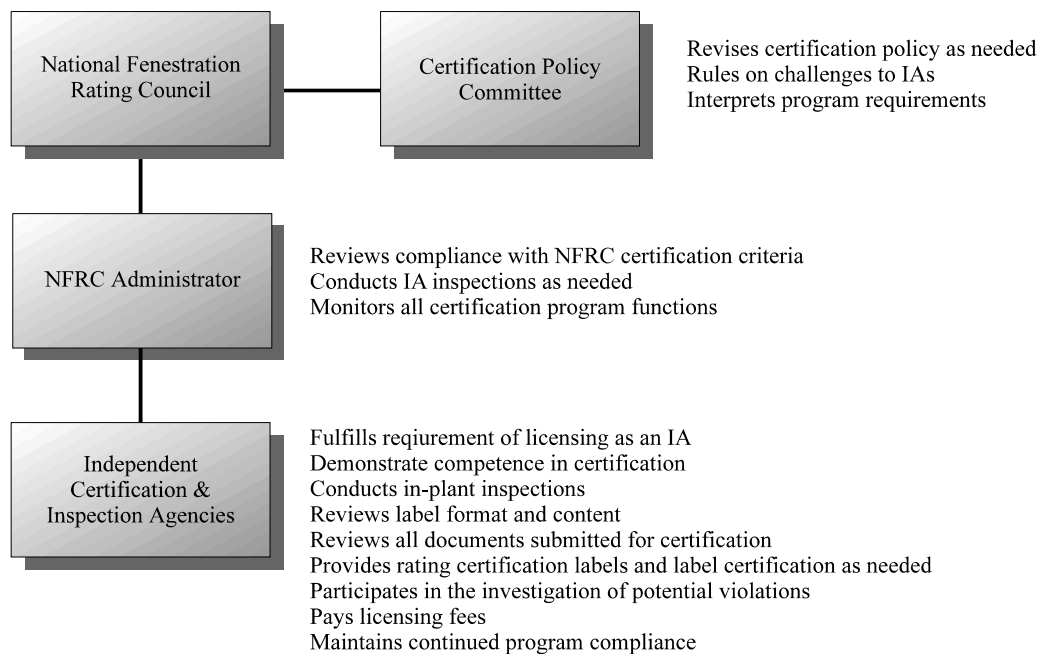 National Fenestration
Rating Council
Certification Policy
Committee
Revises certification policy as needed
Rules on challenges to IAs
Interprets program requirements
NFRC Administrator
Reviews compliance with NFRC certification criteria
Conducts IA inspections as needed
Monitors all certification program functions
Independent
Certification &
Inspection Agencies
Fulfills reqiurement of licensing as an IA
Demonstrate competence in certification
Conducts in-plant inspections
Reviews label format and content
Reviews all documents submitted for certification
Provides rating certification labels and label certification as needed
Participates in the investigation of potential violations
Pays licensing fees
Maintains continued program compliance